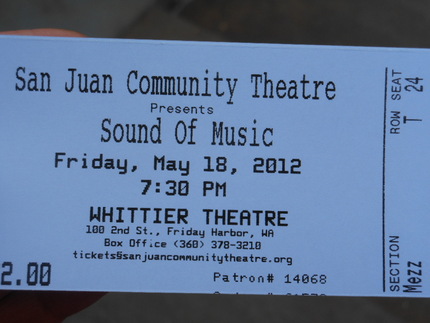 San Juan Community Theatre
Presents
Sound Of Music
Friday, May 18, 2012
7:30 PM
WHITTIER THEATRE
100 2nd St., Friday Harbor, WA
Box Office (360) 378-3210
tickets@sanjuancommunitytheatre.org
2.00
Patron# 14068
ROW SEAT
T 24
SECTION
Mezz